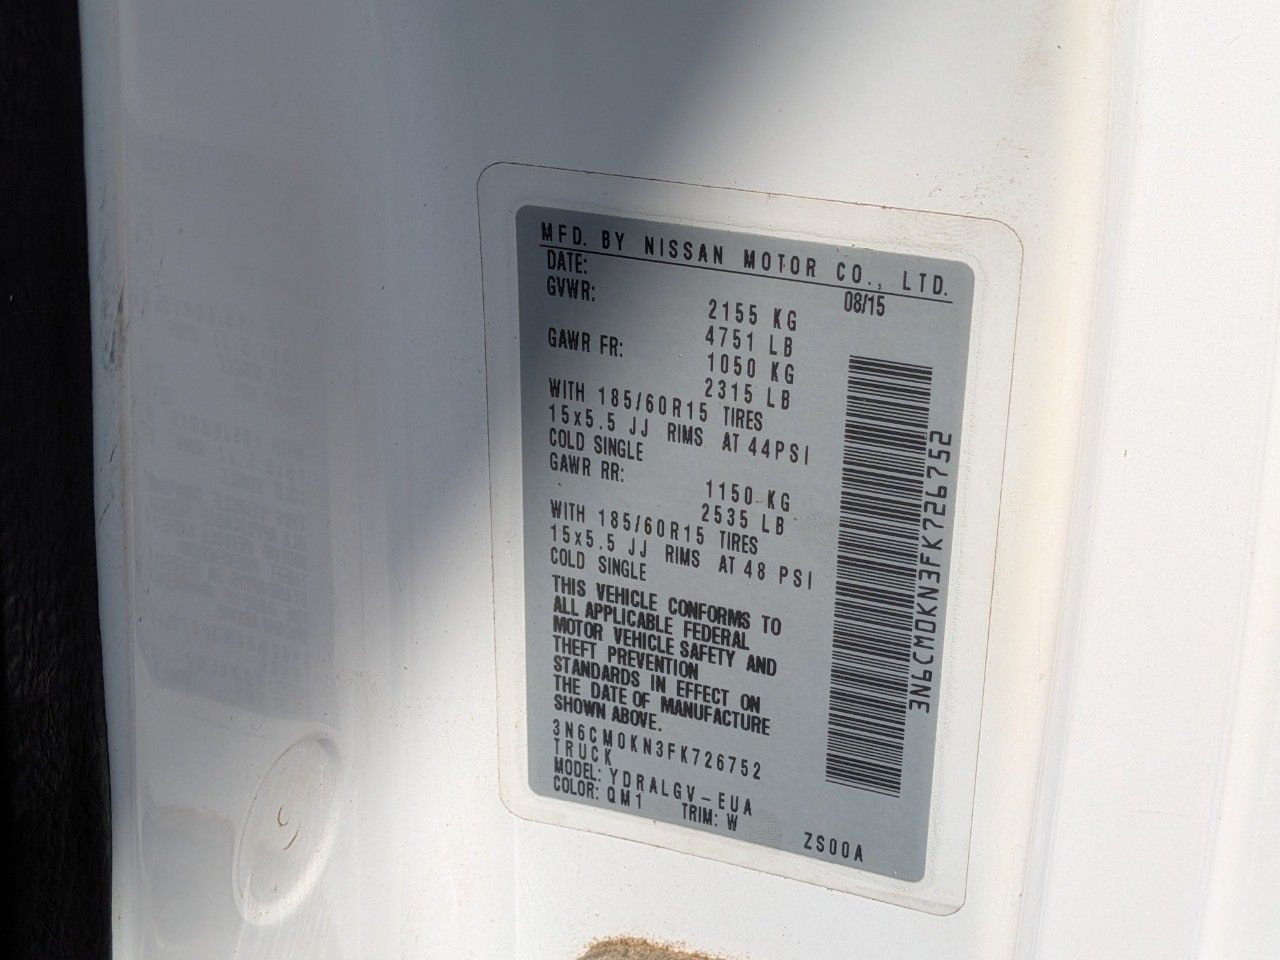 MFD. BY NISSAN MOTOR CO., LTD.
DATE: 08/15
GVWR: 2155 KG
4751 LB
GAWR FR: 1050 KG
2315 LB
WITH 185/60R15 TIRES
15x5.5 JJ RIMS AT 44PSI
COLD SINGLE
GAWR RR: 1150 KG
2535 LB
WITH 185/60R15 TIRES
15x5.5 JJ RIMS AT 48 PSI
COLD SINGLE
THIS VEHICLE CONFORMS TO
ALL APPLICABLE FEDERAL
MOTOR VEHICLE SAFETY AND
THEFT PREVENTION
STANDARDS IN EFFECT ON
THE DATE OF MANUFACTURE
SHOWN ABOVE.
3N6CM0KN3FK726752
TRUCK
MODEL: YDRALGV-EUA
COLOR: QM1 TRIM: W
ZS00A
3N6CM0KN3FK726752